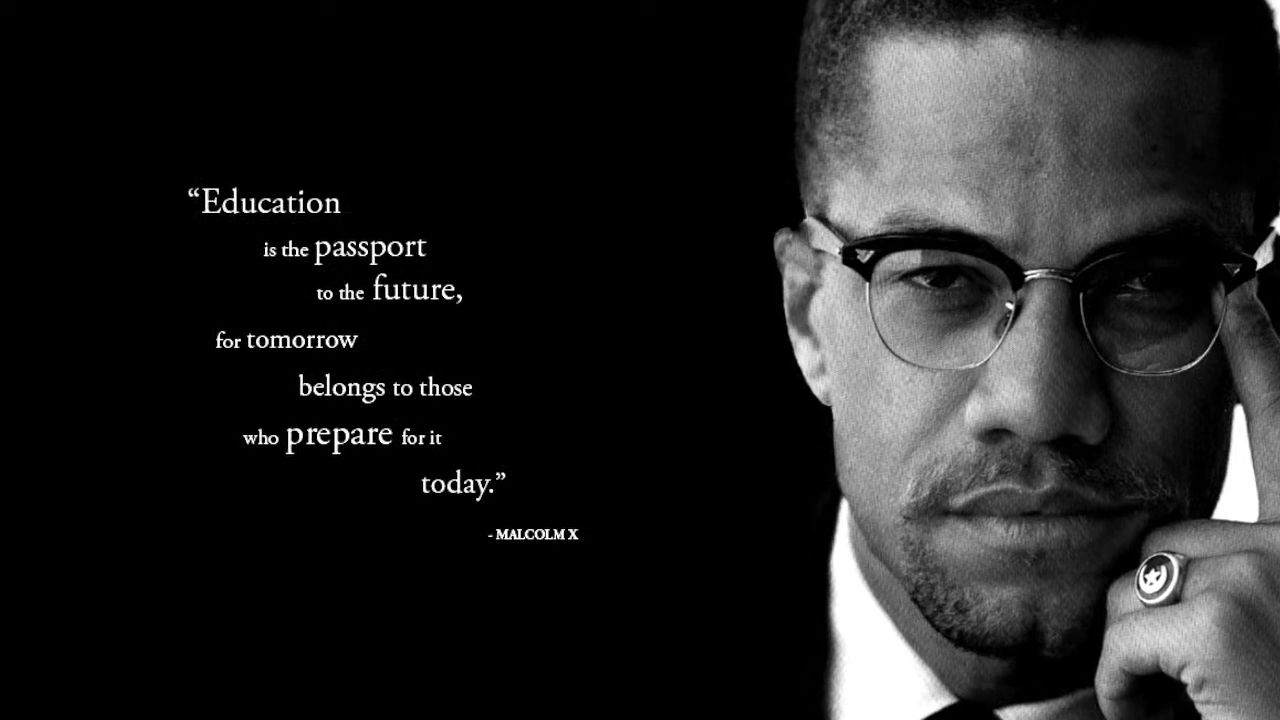 “Education
is the passport
to the future,
for tomorrow
belongs to those
who prepare for it
today.”
- MALCOLM X